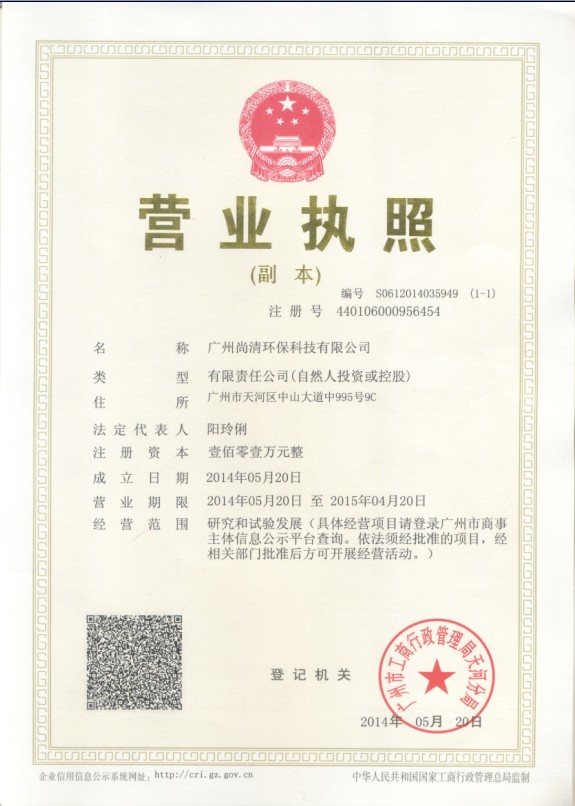 营业执照
(副 本)
编号 S0612014035949 (1-1)
注册号 440106000956454
名 称 广州尚清环保科技有限公司
类 型 有限责任公司(自然人投资或控股)
住 所 广州市天河区中山大道中995号9C
法定代表人 阳玲俐
注册资本 壹佰零壹万元整
成立日期 2014年05月20日
营业期限 2014年05月20日 至 2015年04月20日
经营范围 研究和试验发展（具体经营项目请登录广州市商事
主体信息公示平台查询。依法须经批准的项目，经
相关部门批准后方可开展经营活动。）
广州市工商行政管理局天河分局
登记机关
2014年 05月 20日
企业信用信息公示系统网址: http://cri.gz.gov.cn
中华人民共和国国家工商行政管理总局监制